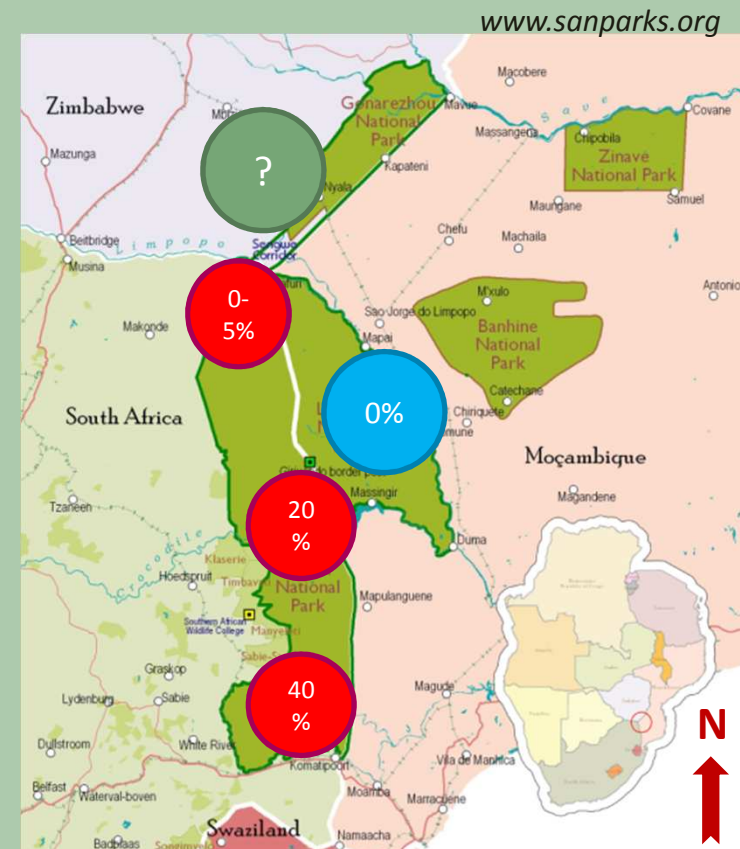 www.sanparks.org
Macobere
Zimbabwe
Gonarezhou
National
Park
Mavue
Save
Covane
Massangena
Chipobila
Zinave
National Park
Mazunga
?
Kapateni
Nyala
Samuel
Maungane
Chefu
Machaila
Beitbridge
Limpopo
Sengwe
Corridor
Musina
Antonio
0-
5%
Makonde
Sao Jorge do Limpopo
M'xulo
Mapai
Banhine
National
Park
Catechane
0%
Chiriquete
South Africa
Moçambique
Massingir
Magandene
Tzaneen
20
%
Duma
Crocodile
Klaserie
Hoedspruit
Timbavati
National
Park
Mapulanguene
Southern African
Wildlife College
Manyeleti
Graskop
Sabie
Lydenburg
40
%
Magude
N
Dullstroom
White River
Komatipoort
Vila de Manhica
Belfast
Waterval-boven
Moamba
Marracuene
Swaziland
Namaacha
Badplaas